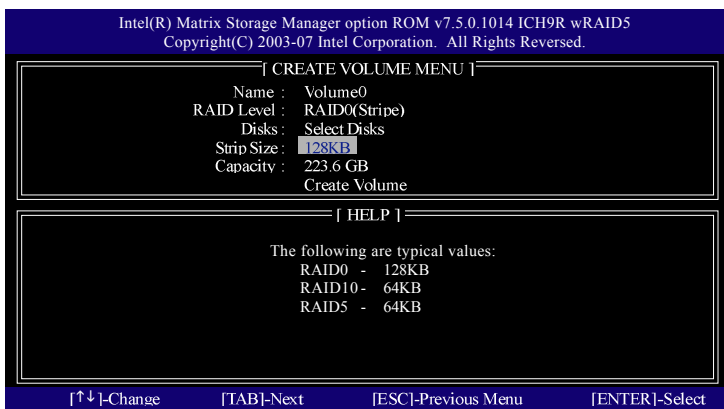 Intel(R) Matrix Storage Manager option ROM v7.5.0.1014 ICH9R wRAID5
Copyright(C) 2003-07 Intel Corporation. All Rights Reversed.
[ CREATE VOLUME MENU ]
Name : Volume0
RAID Level : RAID0(Stripe)
Disks : Select Disks
Strip Size : 128KB
Capacity : 223.6 GB
Create Volume
[ HELP ]
The following are typical values:
RAID0 - 128KB
RAID10 - 64KB
RAID5 - 64KB
[↑↓]-Change [TAB]-Next [ESC]-Previous Menu [ENTER]-Select